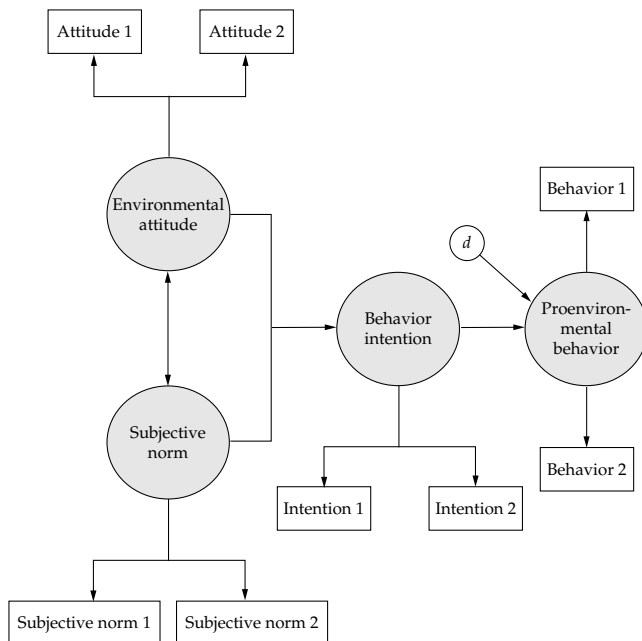 Attitude 1
Attitude 2
Environmental
attitude
Behavior 1
d
Behavior
intention
Proenviron-
mental
behavior
Subjective
norm
Behavior 2
Intention 1
Intention 2
Subjective norm 1
Subjective norm 2